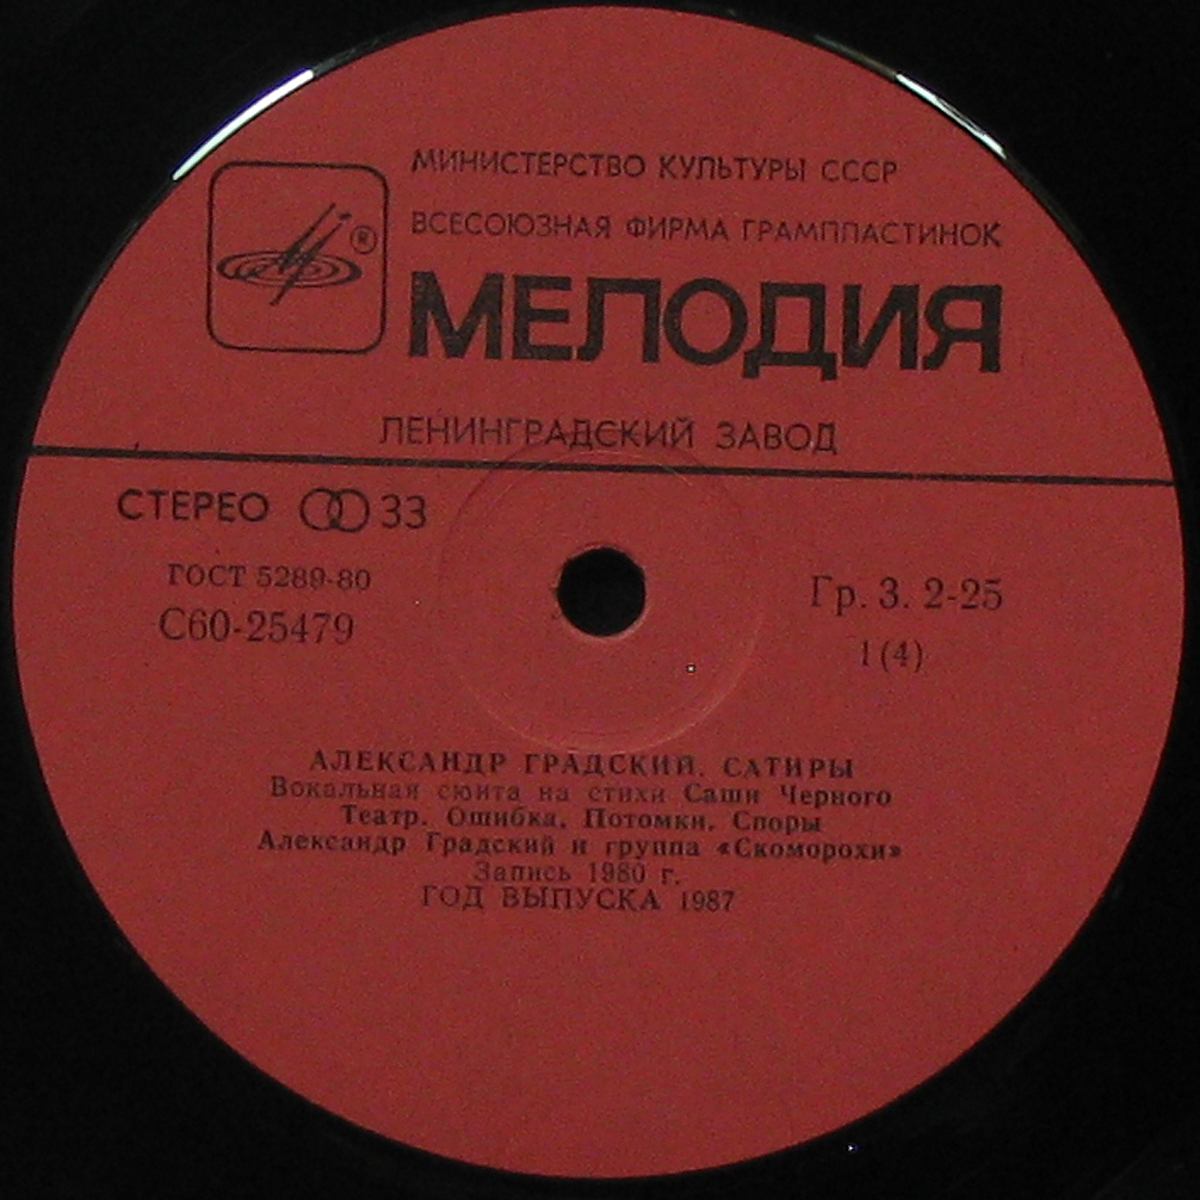 МИНИСТЕРСТВО КУЛЬТУРЫ СССР
ВСЕСОЮЗНАЯ ФИРМА ГРАМПЛАСТИНОК
®
МЕЛОДИЯ
ЛЕНИНГРАДСКИЙ ЗАВОД
СТЕРЕО 33
ГОСТ 5289-80
С60-25479
Гр. 3. 2-25
1(4)
АЛЕКСАНДР ГРАДСКИЙ. САТИРЫ
Вокальная сюита на стихи Саши Черного
Театр. Ошибка. Потомки. Споры
Александр Градский и группа «Скоморохи»
Запись 1980 г.
ГОД ВЫПУСКА 1987